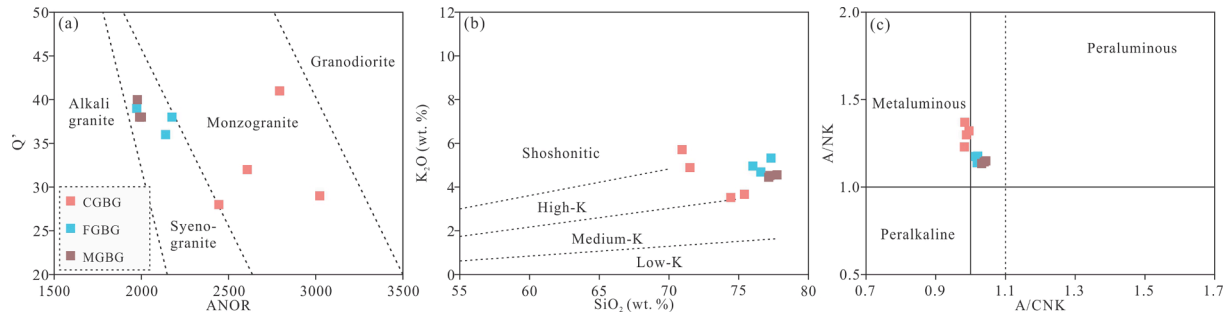 (a)
50
45
40
35
30
25
20
Q’
1500
2000
2500
3000
3500
ANOR
Alkali
granite
Syeno-
granite
Monzogranite
Granodiorite
CGBG
FGBG
MGBG
(b)
12
10
8
6
4
2
0
K₂O (wt. %)
55
60
65
70
75
80
SiO₂ (wt. %)
Shoshonitic
High-K
Medium-K
Low-K
(c)
2.0
1.5
1.0
0.5
A/NK
0.7
0.9
1.1
1.3
1.5
1.7
A/CNK
Metaluminous
Peraluminous
Peralkaline